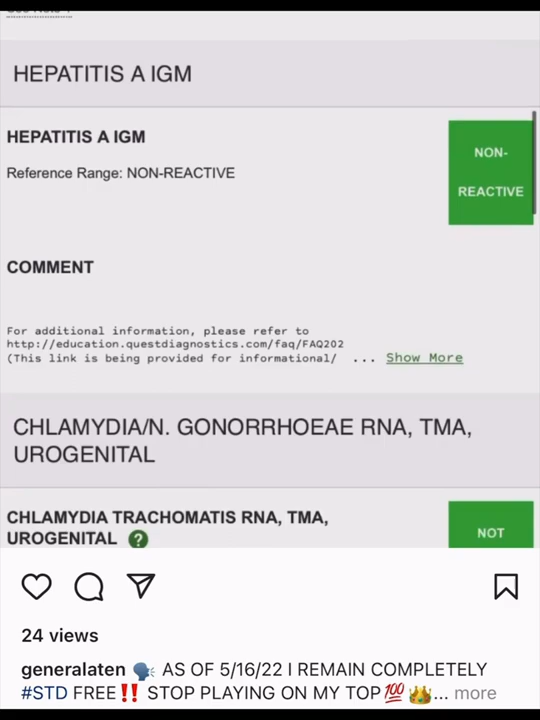 HEPATITIS A IGM
HEPATITIS A IGM
Reference Range: NON-REACTIVE
NON-
REACTIVE
COMMENT
For additional information, please refer to
http://education.questdiagnostics.com/faq/FAQ202
(This link is being provided for informational/ ... Show More
CHLAMYDIA/N. GONORRHOEAE RNA, TMA,
UROGENITAL
CHLAMYDIA TRACHOMATIS RNA, TMA,
UROGENITAL ?
NOT
24 views
generalaten 🗣️ AS OF 5/16/22 I REMAIN COMPLETELY
#STD FREE‼️ STOP PLAYING ON MY TOP💯 👑... more